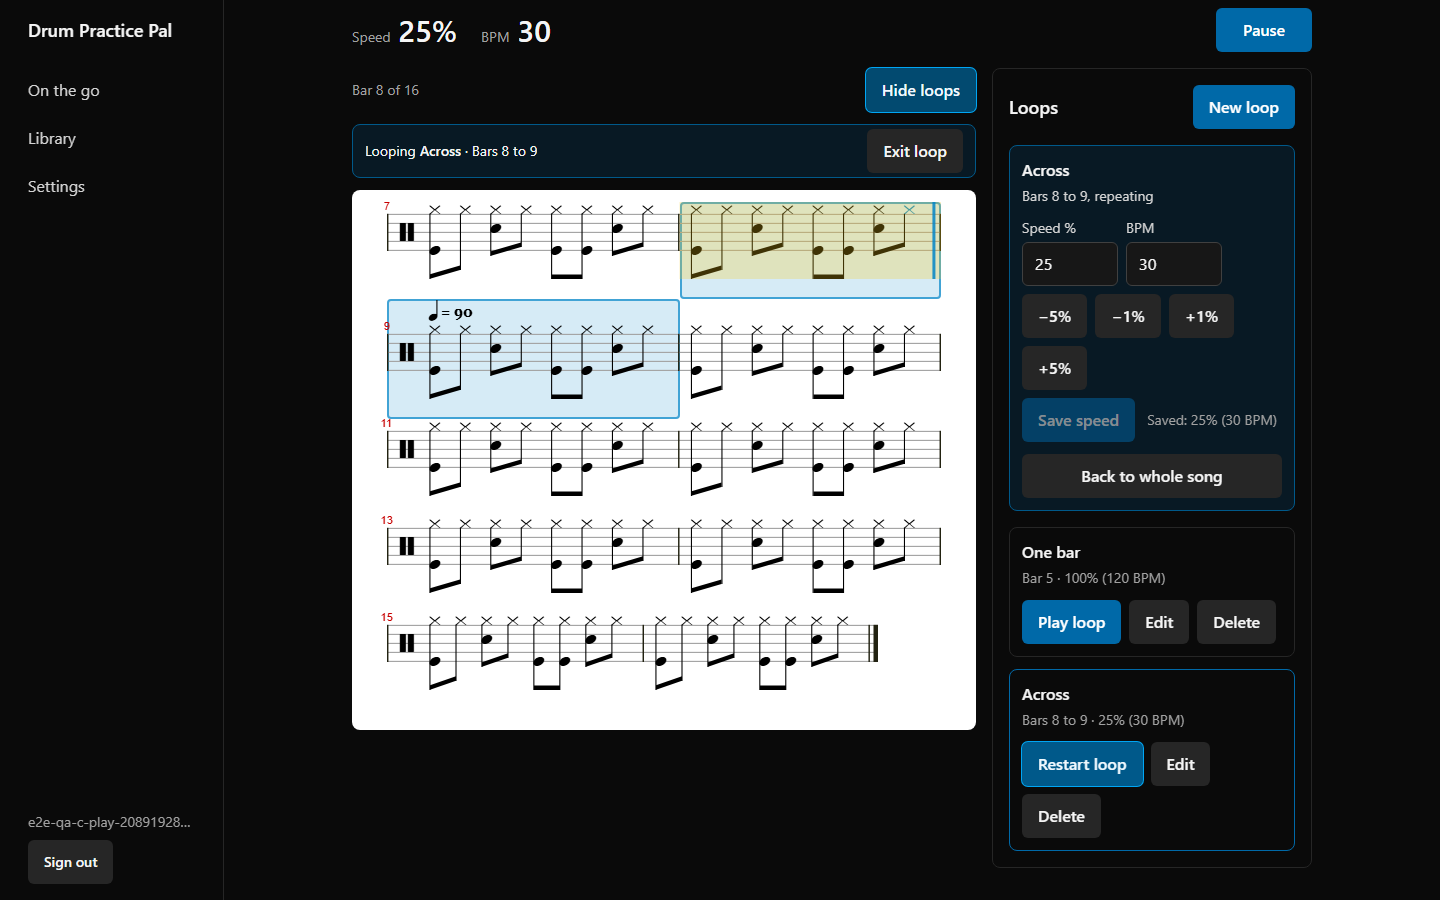 Drum Practice Pal
On the go
Library
Settings
e2e-qa-c-play-20891928...
Sign out
Speed 25% BPM 30
Pause
Bar 8 of 16
Hide loops
Looping Across · Bars 8 to 9
Exit loop
7
= 90
9
11
13
15
Loops
New loop
Across
Bars 8 to 9, repeating
Speed % BPM
25 30
−5% −1% +1%
+5%
Save speed Saved: 25% (30 BPM)
Back to whole song
One bar
Bar 5 · 100% (120 BPM)
Play loop Edit Delete
Across
Bars 8 to 9 · 25% (30 BPM)
Restart loop Edit
Delete